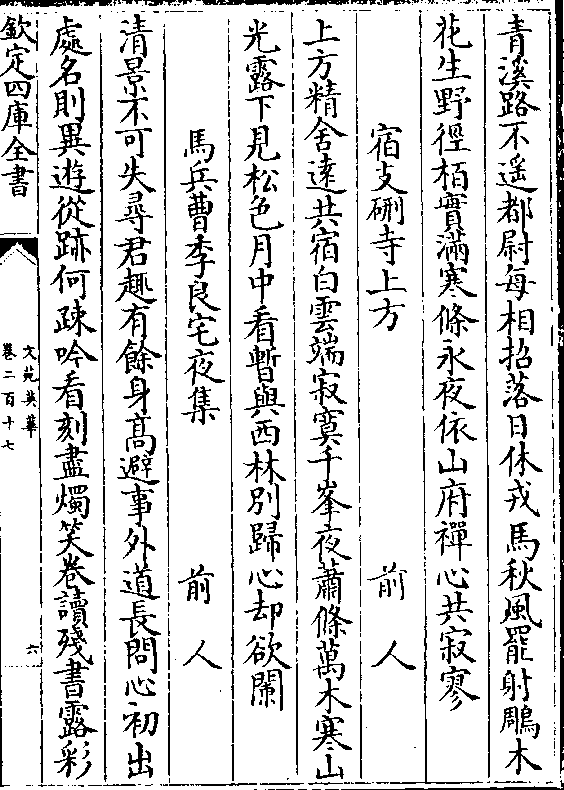 青溪路不遥都尉每相招落日休戎馬秋風罷射鵰木
花生野徑栢實滿寒條永夜依山府禪心共寂寥
宿支硎寺上方
前人
上方精舍遠共宿白雲端寂寞千峯夜蕭條萬木寒山
光露下見松色月中看暫與西林別歸心却欲闌
馬兵曹季良宅夜集
前人
清景不可失尋君趣有餘身髙避事外道長問心初出
處名則異遊從跡何疎吟看刻盡燭笑卷讀殘書露彩
欽定四庫全書
文苑英華
卷二百十七
六